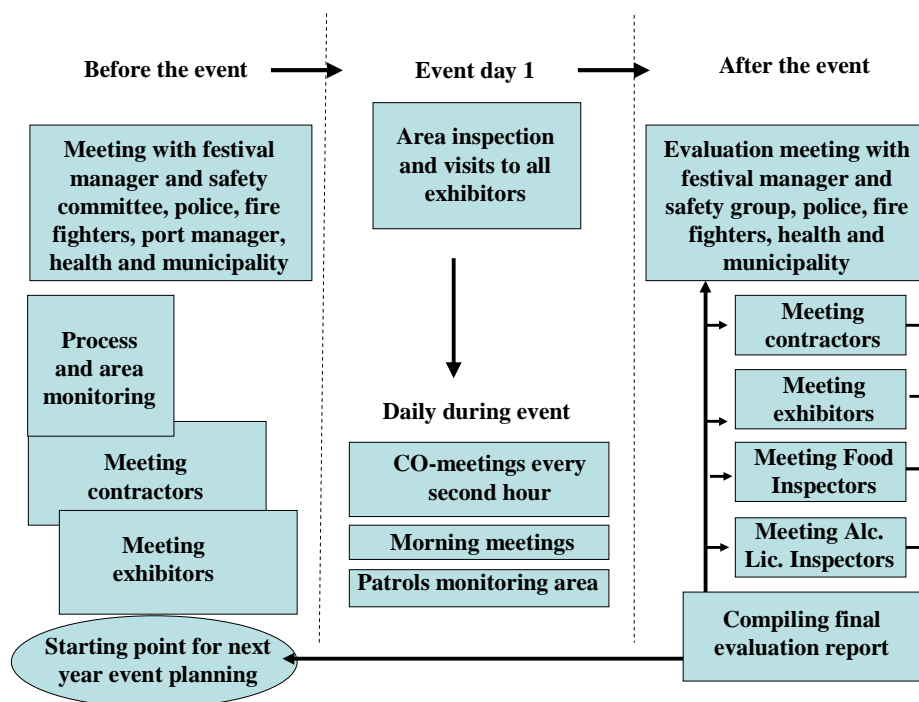 Before the event
Meeting with festival
manager and safety
committee, police, fire
fighters, port manager,
health and municipality
Process
and area
monitoring
Meeting
contractors
Meeting
exhibitors
Starting point for next
year event planning
Event day 1
Area inspection
and visits to all
exhibitors
Daily during event
CO-meetings every
second hour
Morning meetings
Patrols monitoring area
After the event
Evaluation meeting with
festival manager and
safety group, police, fire
fighters, health and
municipality
Meeting
contractors
Meeting
exhibitors
Meeting Food
Inspectors
Meeting Alc.
Lic. Inspectors
Compiling final
evaluation report